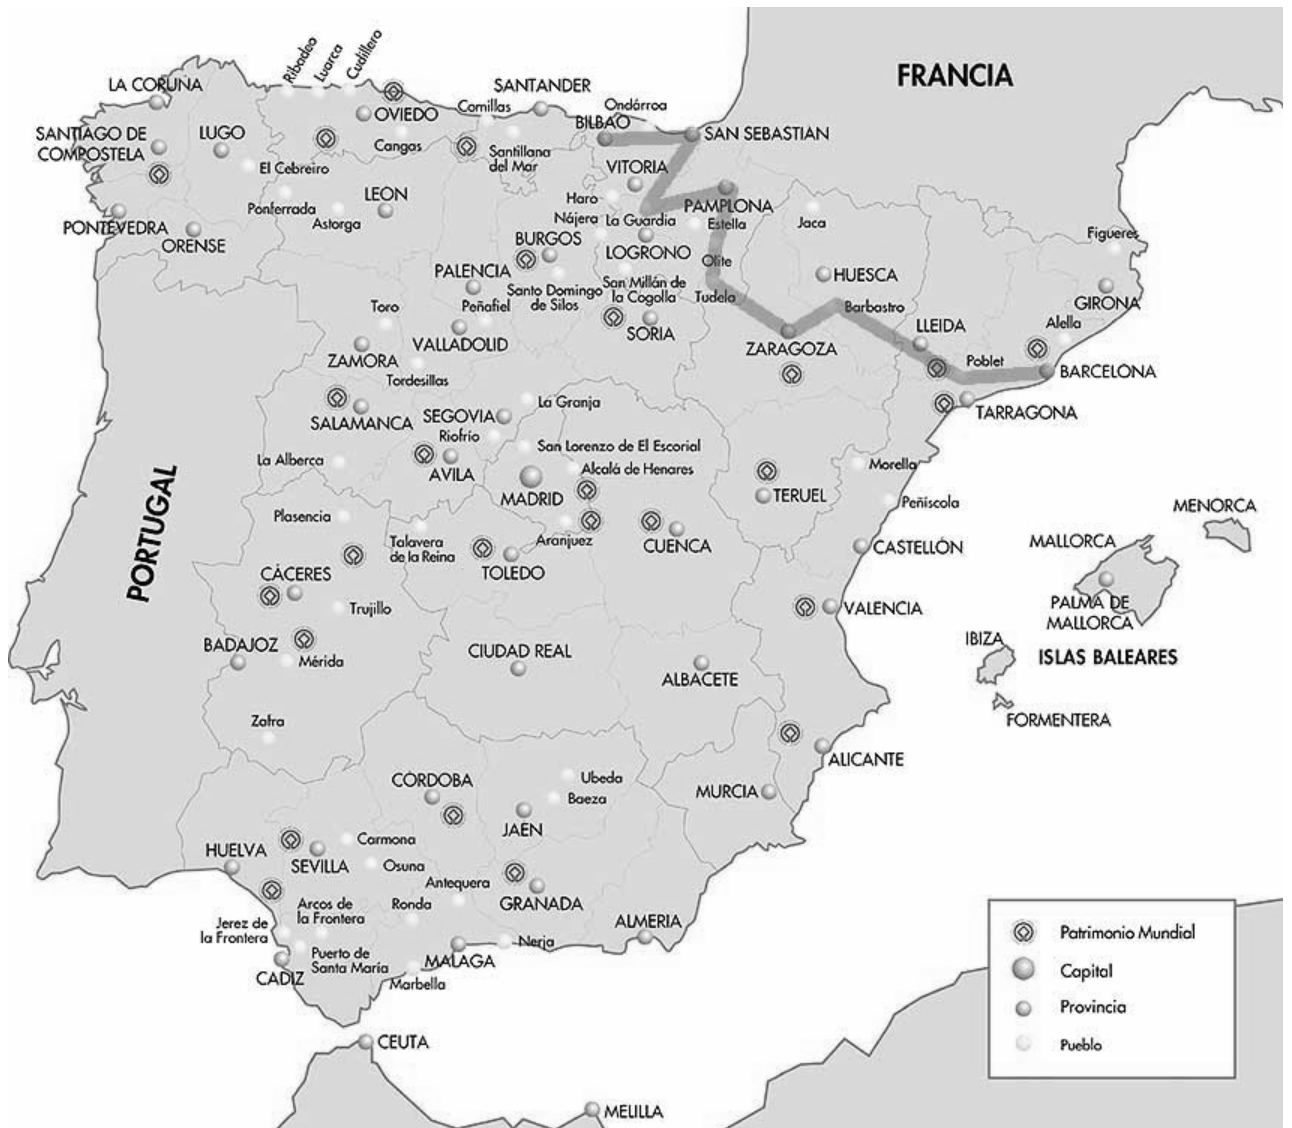 FRANCIA
Ribadeo
Luarca
Cudillero
LA CORUNA
SANTANDER
OVIEDO
Comillas
Ondárroa
BILBAO
SAN SEBASTIAN
SANTIAGO DE
COMPOSTELA
LUGO
Cangas
Santillana
del Mar
El Cebreiro
VITORIA
LEON
Haro
PAMPLONA
Ponferrada
Astorga
Nájera
La Guardia
Estella
Jaca
PONTEVEDRA
ORENSE
BURGOS
LOGRONO
Olite
Figueres
PALENCIA
Santo Domingo
de Silos
San Millán de
la Cogolla
HUESCA
Tudela
Barbastro
GIRONA
Toro
Peñafiel
SORIA
LLEIDA
Alella
ZAMORA
VALLADOLID
ZARAGOZA
Poblet
BARCELONA
Tordesillas
SALAMANCA
SEGOVIA
La Granja
TARRAGONA
Riofrío
San Lorenzo de El Escorial
La Alberca
AVILA
Alcalá de Henares
Morella
PORTUGAL
MADRID
TERUEL
Peñíscola
MENORCA
Plasencia
Talavera
de la Reina
Aranjuez
CUENCA
CASTELLÓN
MALLORCA
CÁCERES
TOLEDO
Trujillo
VALENCIA
PALMA DE
MALLORCA
BADAJOZ
Mérida
CIUDAD REAL
ALBACETE
IBIZA
ISLAS BALEARES
Zafra
FORMENTERA
ALICANTE
CÓRDOBA
Ubeda
Baeza
MURCIA
JAEN
HUELVA
SEVILLA
Carmona
Osuna
Antequera
GRANADA
Arcos de
la Frontera
Ronda
ALMERIA
Jerez de
la Frontera
Puerto de
Santa María
MALAGA
Nerja
CADIZ
Marbella
CEUTA
MELILLA
Patrimonio Mundial
Capital
Provincia
Pueblo